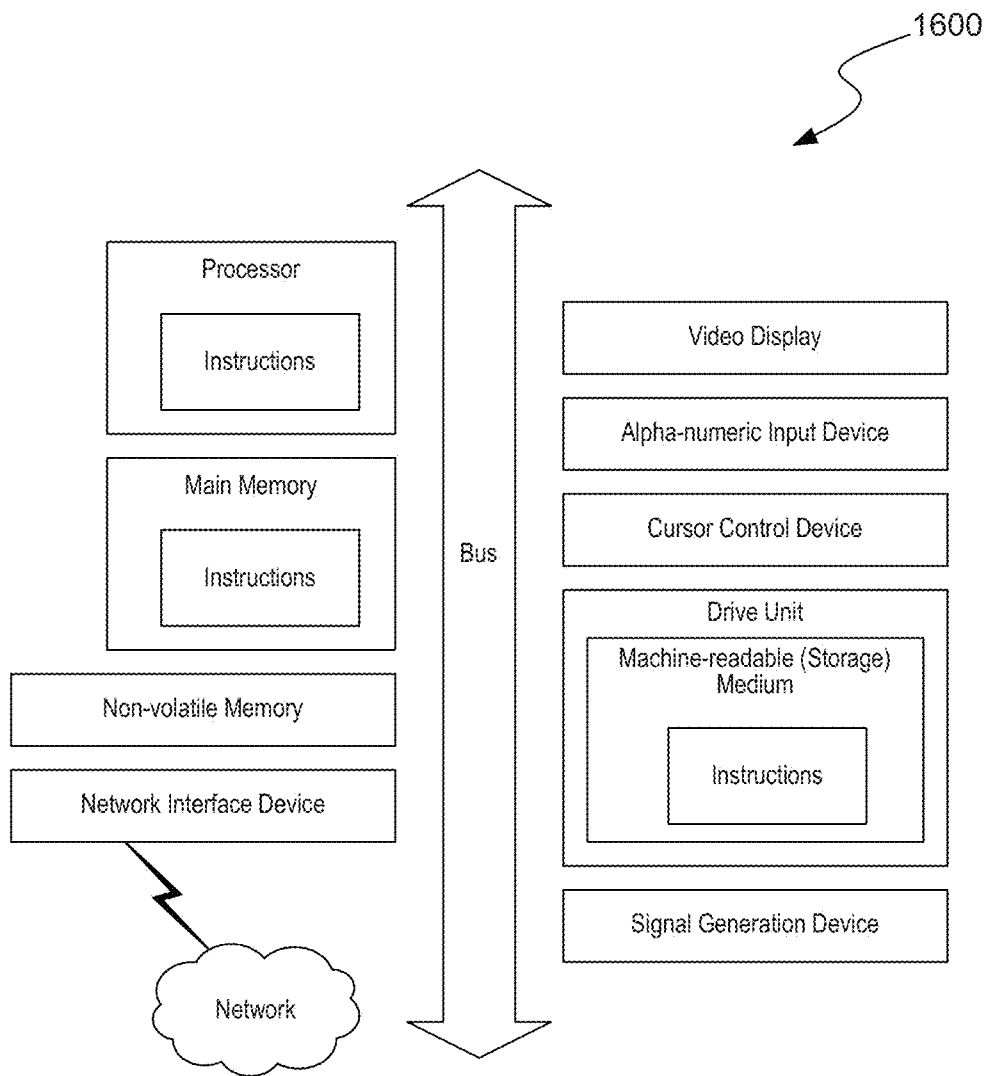 1600
Processor
Instructions
Main Memory
Instructions
Non-volatile Memory
Network Interface Device
Network
Bus
Video Display
Alpha-numeric Input Device
Cursor Control Device
Drive Unit
Machine-readable (Storage)
Medium
Instructions
Signal Generation Device